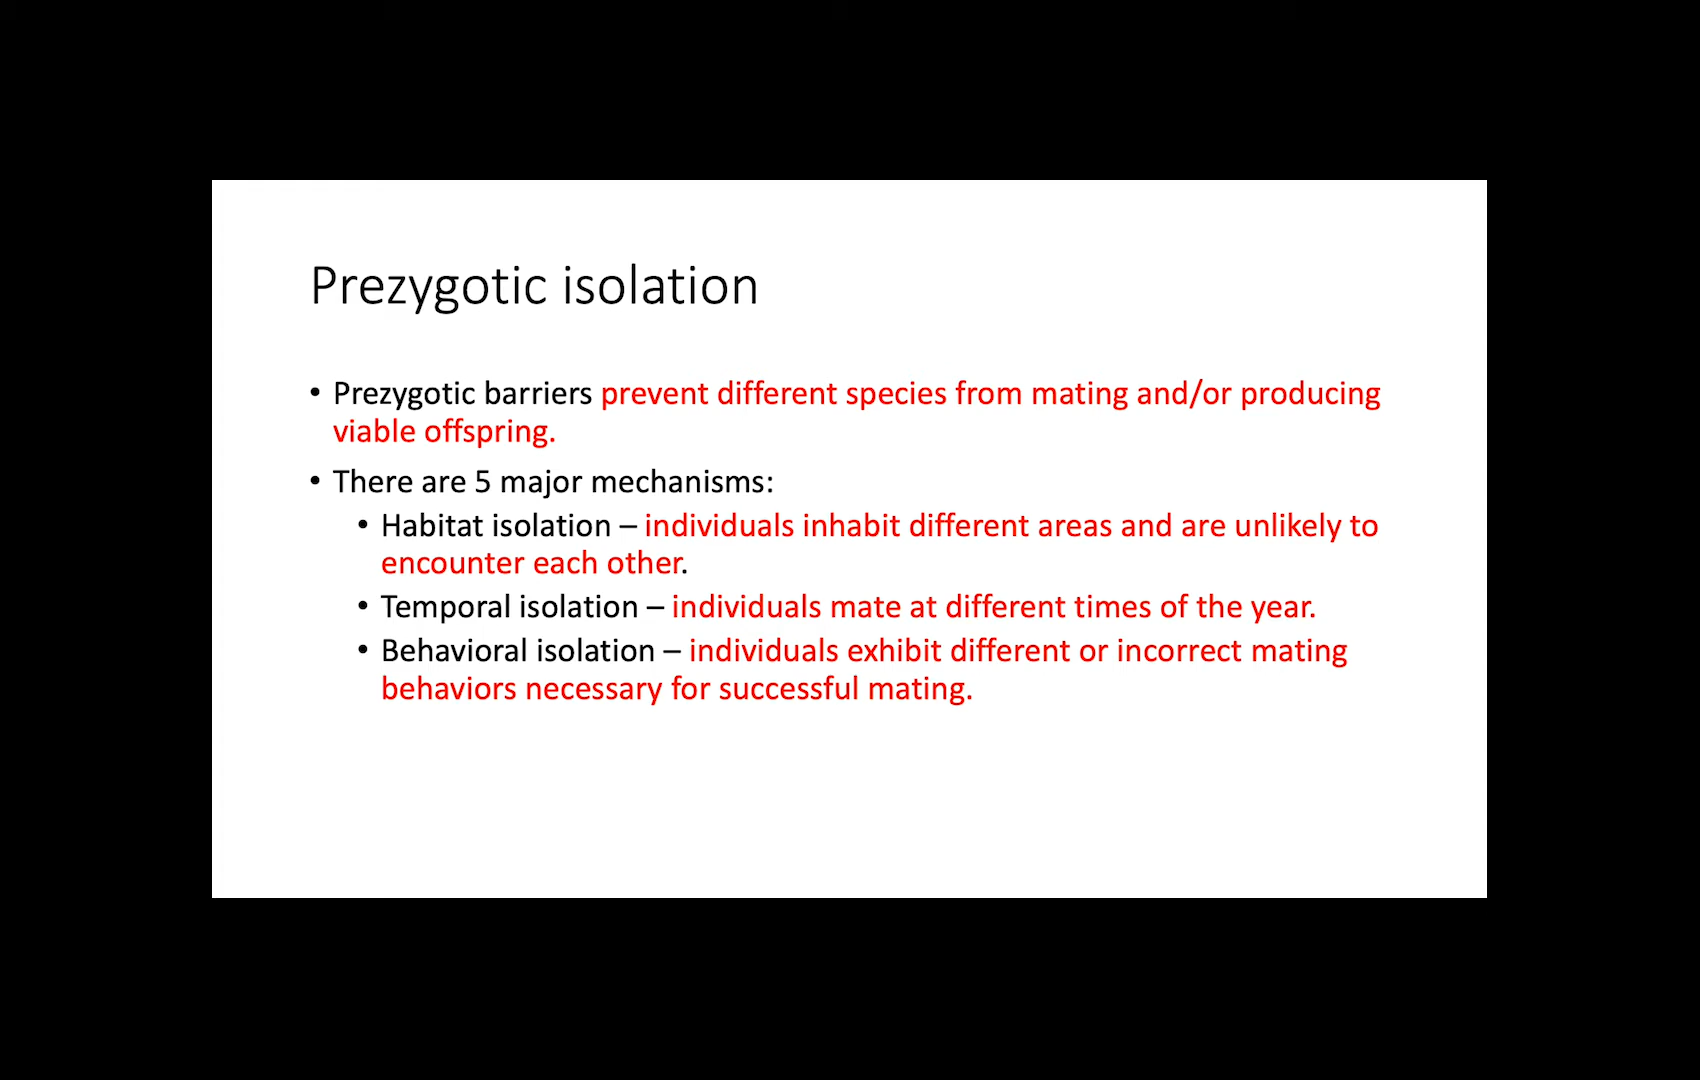 Prezygotic isolation
• Prezygotic barriers prevent different species from mating and/or producing
viable offspring.
• There are 5 major mechanisms:
• Habitat isolation – individuals inhabit different areas and are unlikely to
encounter each other.
• Temporal isolation – individuals mate at different times of the year.
• Behavioral isolation – individuals exhibit different or incorrect mating
behaviors necessary for successful mating.